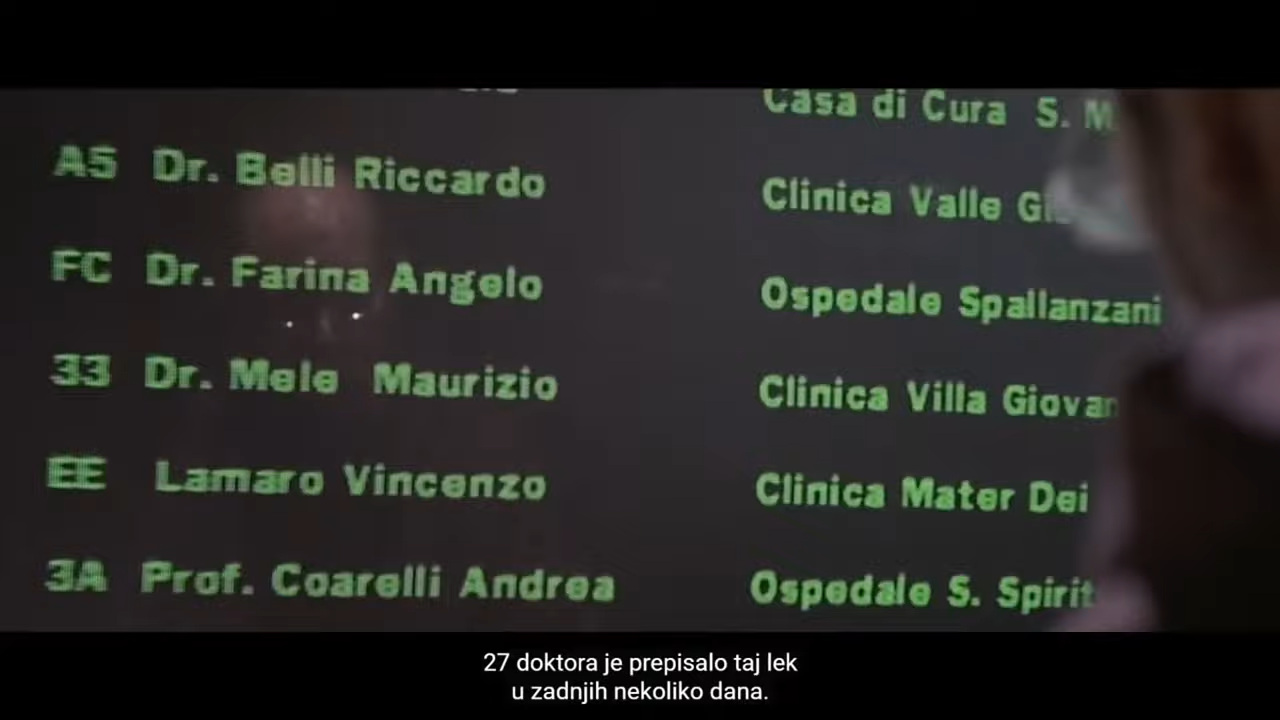 Casa di Cura S. M
A5 Dr. Belli Riccardo Clinica Valle
FC Dr. Farina Angelo Ospedale Spallanzani
33 Dr. Mele Maurizio Clinica Villa Giovan
EE Lamaro Vincenzo Clinica Mater Dei
3A Prof. Coarelli Andrea Ospedale S. Spirit
27 doktora je prepisalo taj lek
u zadnjih nekoliko dana.